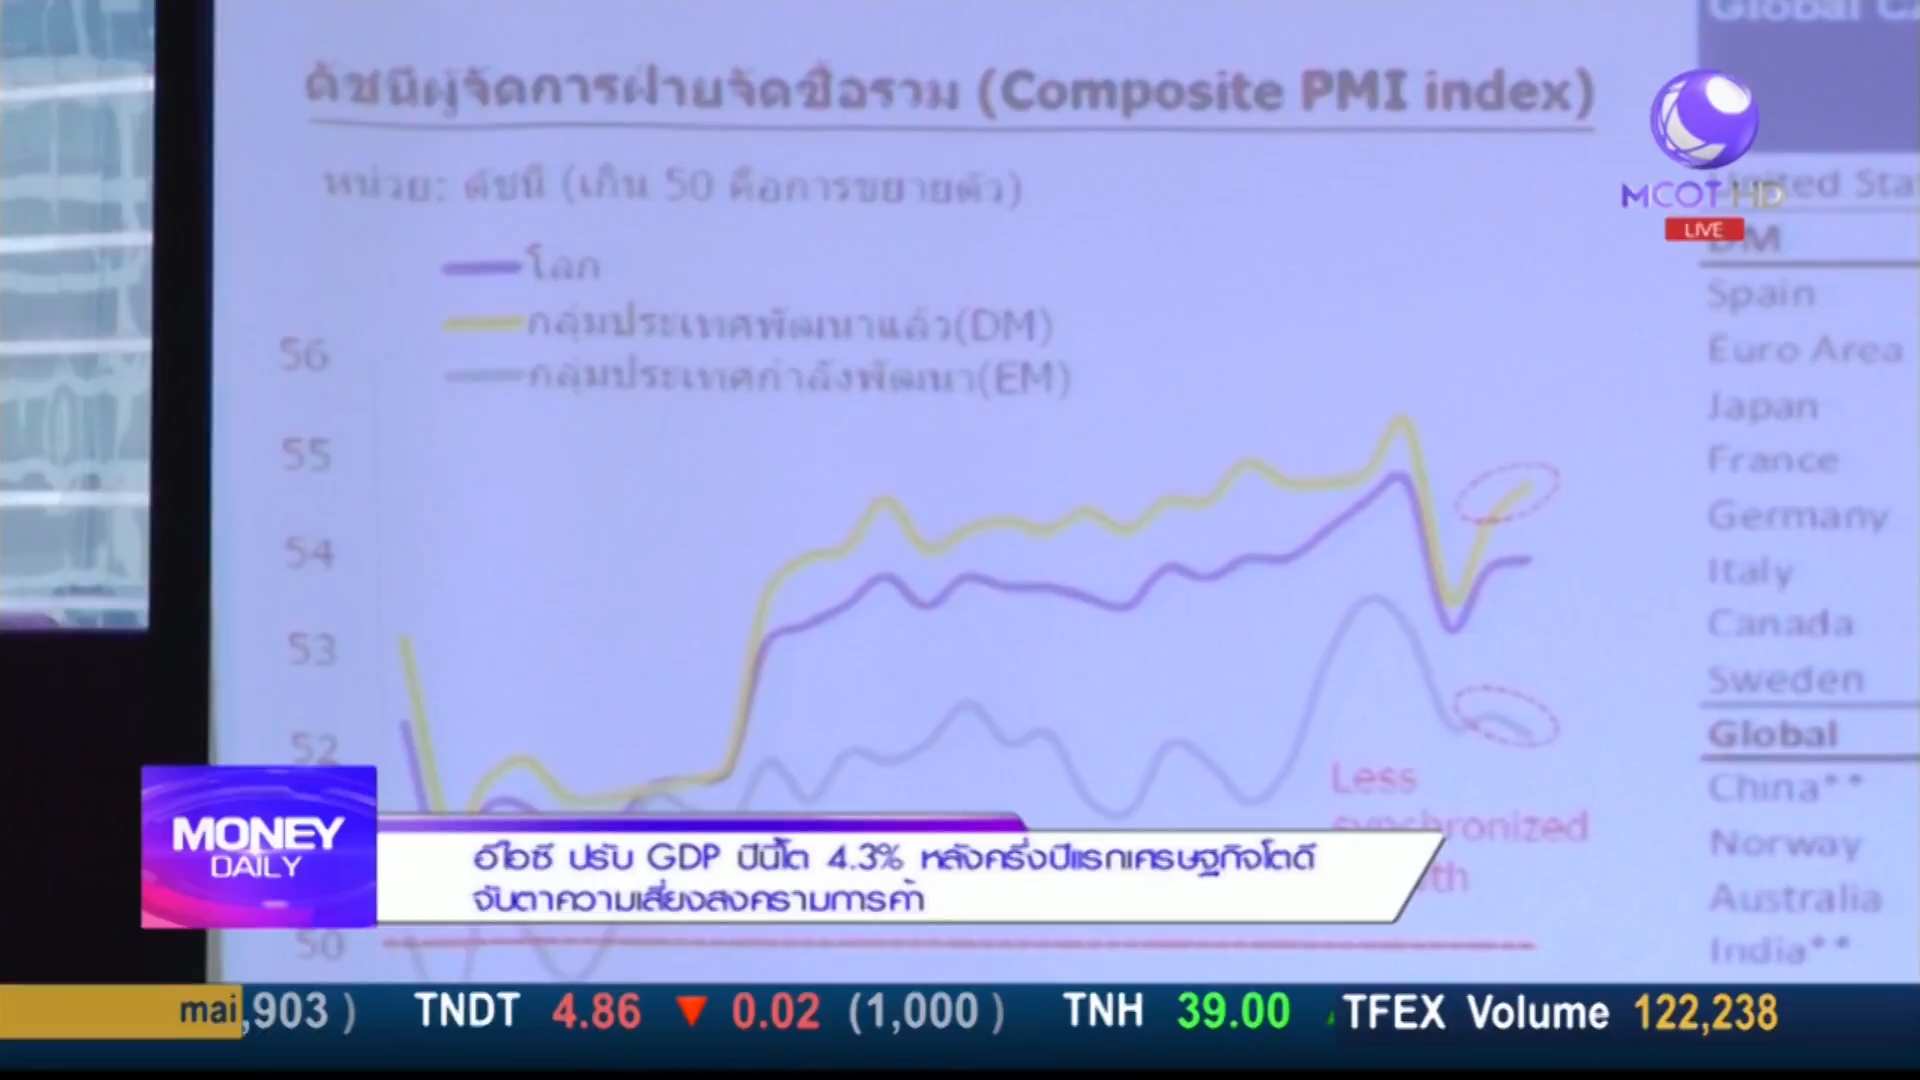 Global
ดัชนีผู้จัดการฝ่ายจัดซื้อรวม (Composite PMI index)
หน่วย: ดัชนี (เกิน 50 คือการขยายตัว)
โลก
กลุ่มประเทศพัฒนาแล้ว(DM)
กลุ่มประเทศกำลังพัฒนา(EM)
56
55
54
53
52
50
Less
MCOT HD
LIVE
DM
Spain
Euro Area
Japan
France
Germany
Italy
Canada
Sweden
Global
China**
Norway
Australia
India**
MONEY
DAILY
อีไอซี ปรับ GDP ปีนี้โต 4.3% หลังครึ่งปีแรกเศรษฐกิจโตดี
จับตาความเสี่ยงสงครามการค้า
mai ,903 ) TNDT 4.86 ▼ 0.02 (1,000 ) TNH 39.00 TFEX Volume 122,238